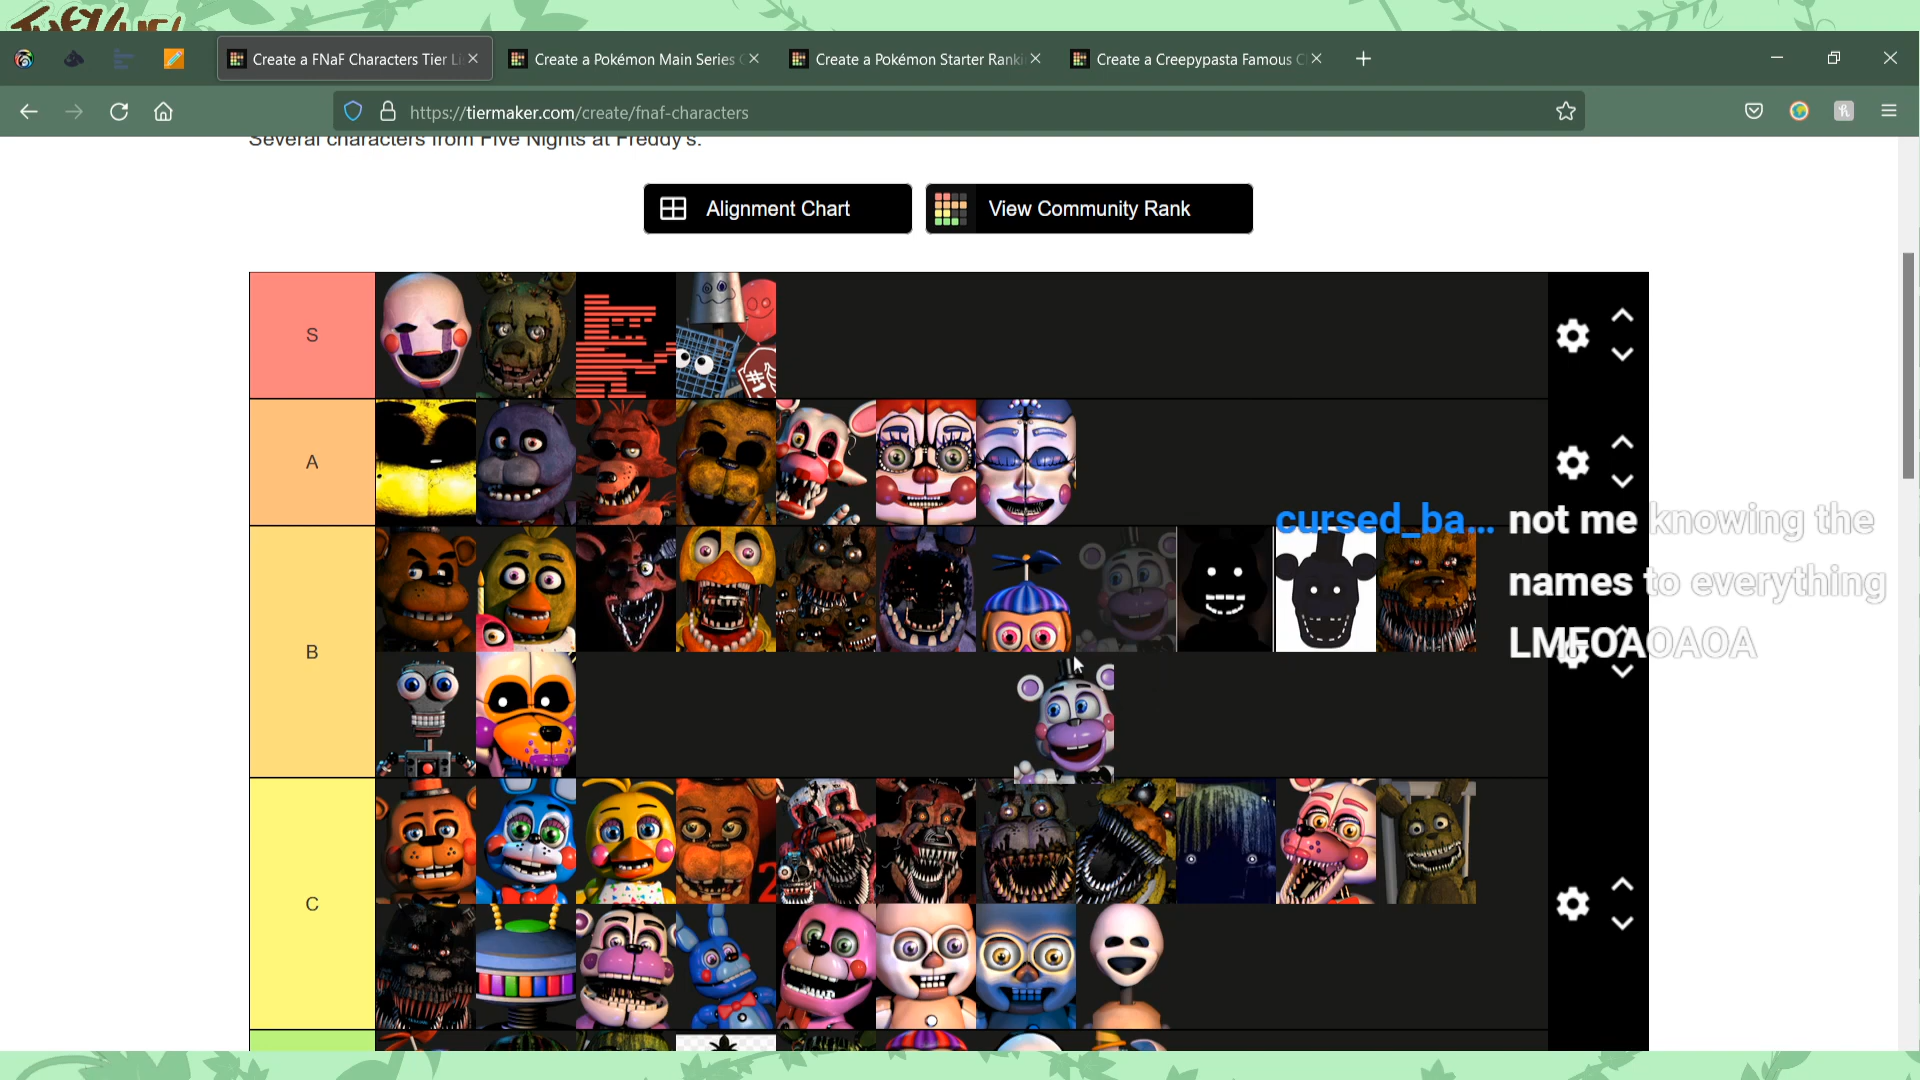 Create a FNaF Characters Tier Li
Create a Pokémon Main Series
Create a Pokémon Starter Ranki
Create a Creepypasta Famous C
https://tiermaker.com/create/fnaf-characters
Several characters from Five Nights at Freddy's.
Alignment Chart
View Community Rank
S
#1
A
cursed_ba... not me knowing the
names to everything
LMFOAOAOA
B
C
2